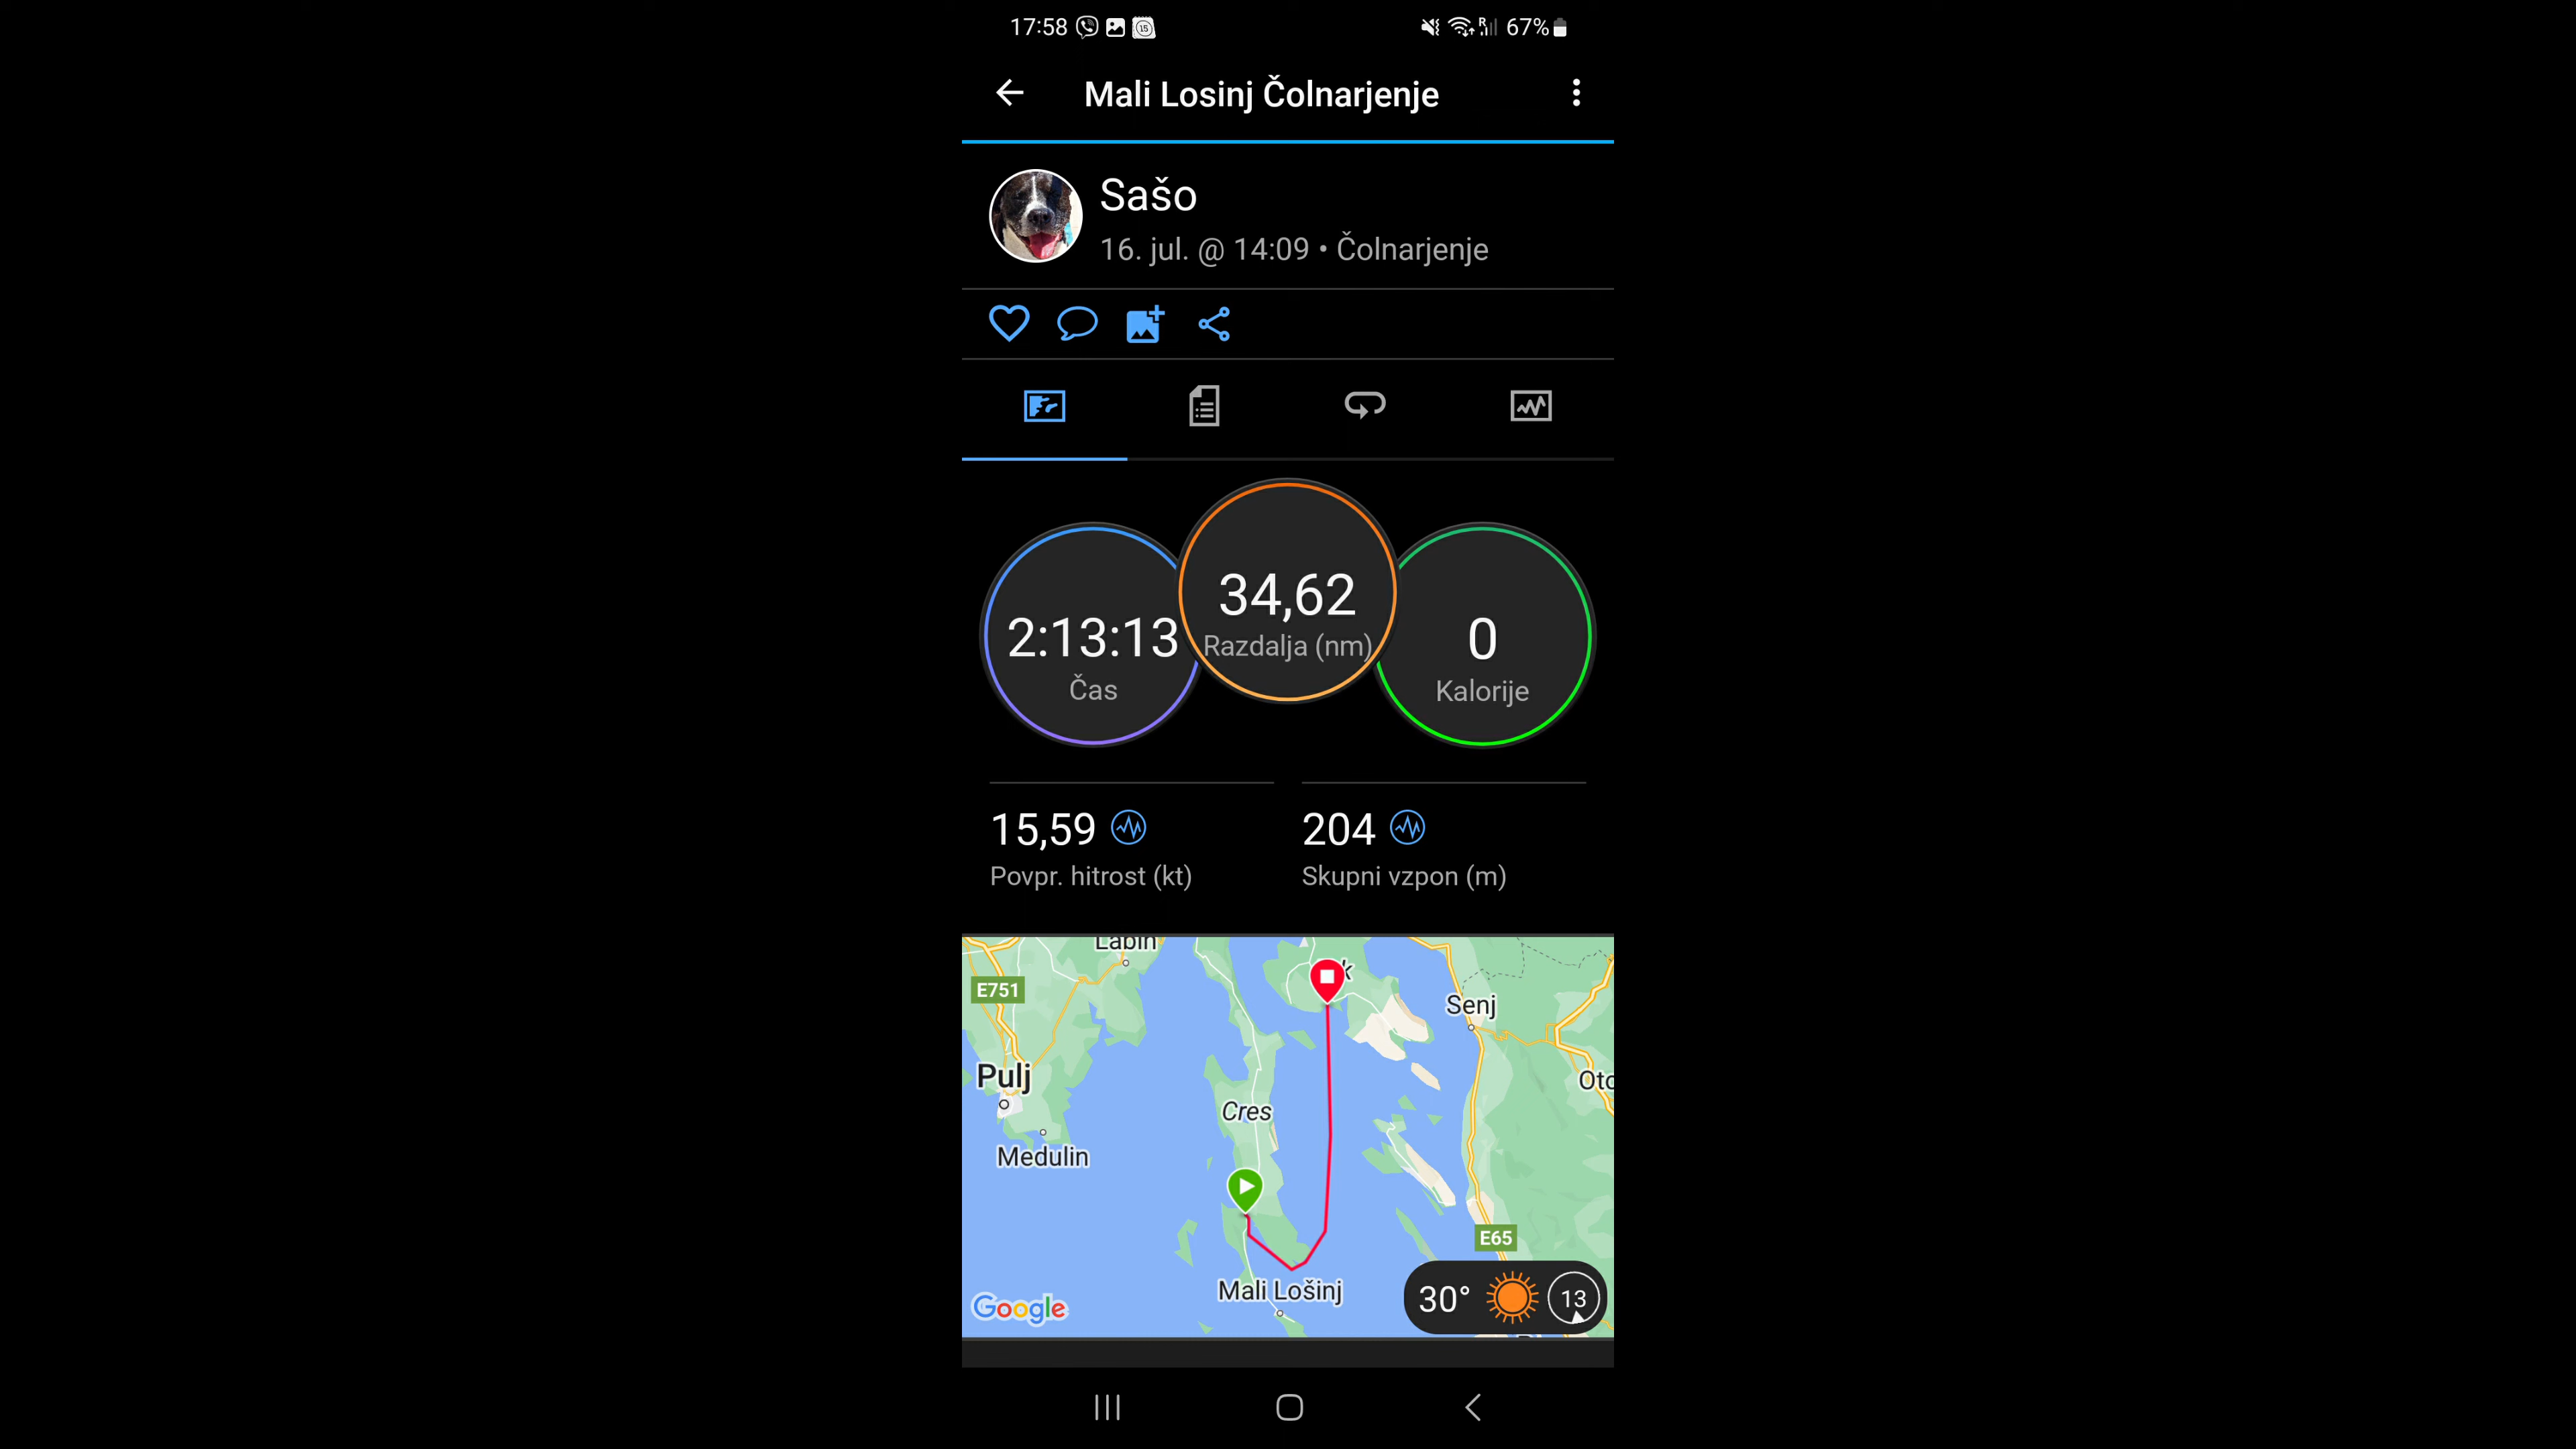 17:58 67%
Mali Losinj Čolnarjenje
Sašo
16. jul. @ 14:09 • Čolnarjenje
34,62
Razdalja (nm)
2:13:13
Čas
0
Kalorije
15,59
Povpr. hitrost (kt)
204
Skupni vzpon (m)
Labin
E751
Senj
Pulj
Oto
Cres
Medulin
E65
Mali Lošinj
Google
30° 13